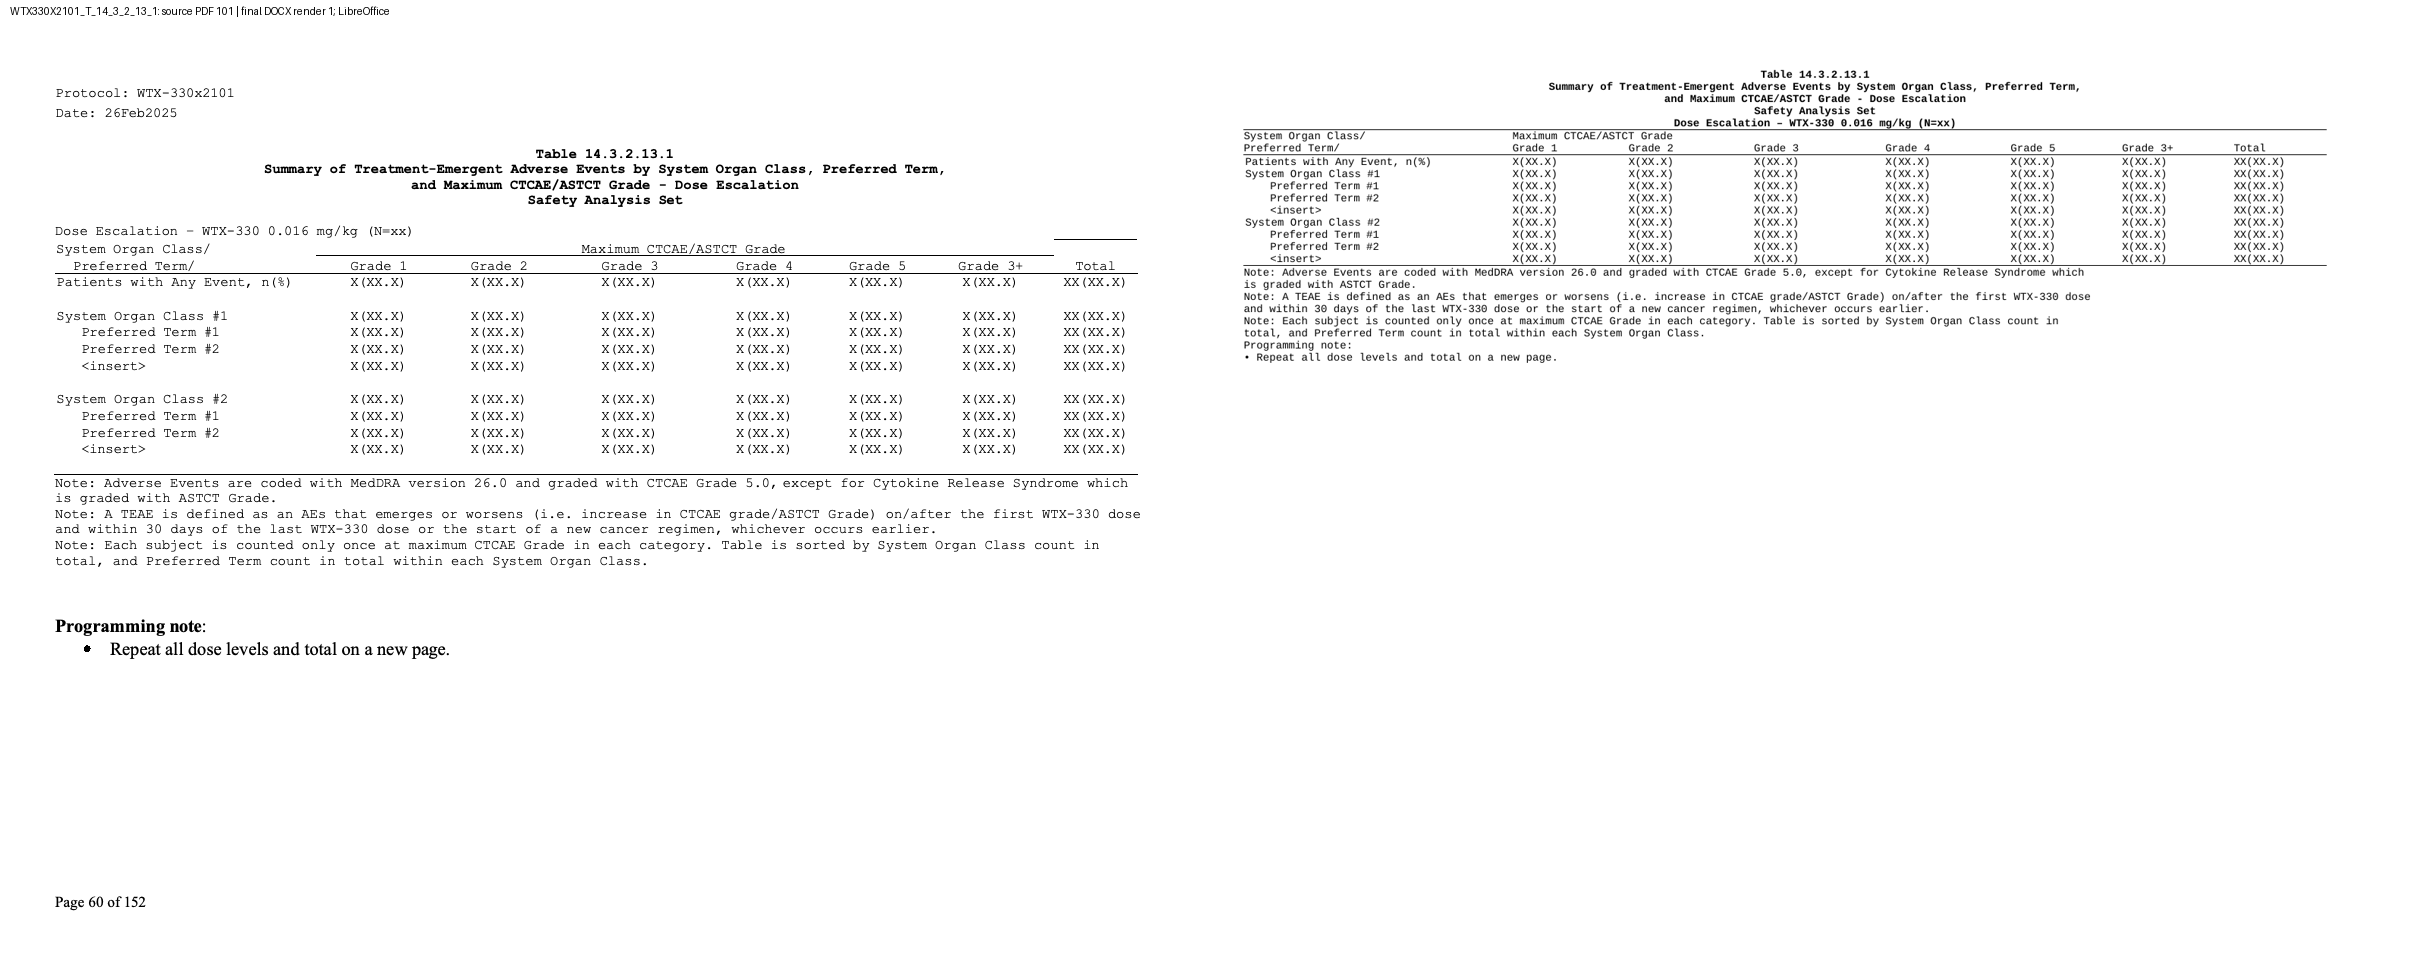 WTX330X2101_T_14_3_2_13_1: source PDF 101 | final DOCX render 1; LibreOffice
Protocol: WTX-330x2101
Date: 26Feb2025
Table 14.3.2.13.1
Summary of Treatment-Emergent Adverse Events by System Organ Class, Preferred Term,
and Maximum CTCAE/ASTCT Grade - Dose Escalation
Safety Analysis Set
Dose Escalation – WTX-330 0.016 mg/kg (N=xx)
System Organ Class/ Maximum CTCAE/ASTCT Grade
Preferred Term/ Grade 1 Grade 2 Grade 3 Grade 4 Grade 5 Grade 3+ Total
Patients with Any Event, n(%) X(XX.X) X(XX.X) X(XX.X) X(XX.X) X(XX.X) X(XX.X) XX(XX.X)
System Organ Class #1 X(XX.X) X(XX.X) X(XX.X) X(XX.X) X(XX.X) X(XX.X) XX(XX.X)
Preferred Term #1 X(XX.X) X(XX.X) X(XX.X) X(XX.X) X(XX.X) X(XX.X) XX(XX.X)
Preferred Term #2 X(XX.X) X(XX.X) X(XX.X) X(XX.X) X(XX.X) X(XX.X) XX(XX.X)
<insert> X(XX.X) X(XX.X) X(XX.X) X(XX.X) X(XX.X) X(XX.X) XX(XX.X)
System Organ Class #2 X(XX.X) X(XX.X) X(XX.X) X(XX.X) X(XX.X) X(XX.X) XX(XX.X)
Preferred Term #1 X(XX.X) X(XX.X) X(XX.X) X(XX.X) X(XX.X) X(XX.X) XX(XX.X)
Preferred Term #2 X(XX.X) X(XX.X) X(XX.X) X(XX.X) X(XX.X) X(XX.X) XX(XX.X)
<insert> X(XX.X) X(XX.X) X(XX.X) X(XX.X) X(XX.X) X(XX.X) XX(XX.X)
Note: Adverse Events are coded with MedDRA version 26.0 and graded with CTCAE Grade 5.0, except for Cytokine Release Syndrome which
is graded with ASTCT Grade.
Note: A TEAE is defined as an AEs that emerges or worsens (i.e. increase in CTCAE grade/ASTCT Grade) on/after the first WTX-330 dose
and within 30 days of the last WTX-330 dose or the start of a new cancer regimen, whichever occurs earlier.
Note: Each subject is counted only once at maximum CTCAE Grade in each category. Table is sorted by System Organ Class count in
total, and Preferred Term count in total within each System Organ Class.
Programming note:
• Repeat all dose levels and total on a new page.
Page 60 of 152
Table 14.3.2.13.1
Summary of Treatment-Emergent Adverse Events by System Organ Class, Preferred Term,
and Maximum CTCAE/ASTCT Grade - Dose Escalation
Safety Analysis Set
Dose Escalation – WTX-330 0.016 mg/kg (N=xx)
System Organ Class/ Maximum CTCAE/ASTCT Grade
Preferred Term/ Grade 1 Grade 2 Grade 3 Grade 4 Grade 5 Grade 3+ Total
Patients with Any Event, n(%) X(XX.X) X(XX.X) X(XX.X) X(XX.X) X(XX.X) X(XX.X) XX(XX.X)
System Organ Class #1 X(XX.X) X(XX.X) X(XX.X) X(XX.X) X(XX.X) X(XX.X) XX(XX.X)
Preferred Term #1 X(XX.X) X(XX.X) X(XX.X) X(XX.X) X(XX.X) X(XX.X) XX(XX.X)
Preferred Term #2 X(XX.X) X(XX.X) X(XX.X) X(XX.X) X(XX.X) X(XX.X) XX(XX.X)
<insert> X(XX.X) X(XX.X) X(XX.X) X(XX.X) X(XX.X) X(XX.X) XX(XX.X)
System Organ Class #2 X(XX.X) X(XX.X) X(XX.X) X(XX.X) X(XX.X) X(XX.X) XX(XX.X)
Preferred Term #1 X(XX.X) X(XX.X) X(XX.X) X(XX.X) X(XX.X) X(XX.X) XX(XX.X)
Preferred Term #2 X(XX.X) X(XX.X) X(XX.X) X(XX.X) X(XX.X) X(XX.X) XX(XX.X)
<insert> X(XX.X) X(XX.X) X(XX.X) X(XX.X) X(XX.X) X(XX.X) XX(XX.X)
Note: Adverse Events are coded with MedDRA version 26.0 and graded with CTCAE Grade 5.0, except for Cytokine Release Syndrome which
is graded with ASTCT Grade.
Note: A TEAE is defined as an AEs that emerges or worsens (i.e. increase in CTCAE grade/ASTCT Grade) on/after the first WTX-330 dose
and within 30 days of the last WTX-330 dose or the start of a new cancer regimen, whichever occurs earlier.
Note: Each subject is counted only once at maximum CTCAE Grade in each category. Table is sorted by System Organ Class count in
total, and Preferred Term count in total within each System Organ Class.
Programming note:
• Repeat all dose levels and total on a new page.